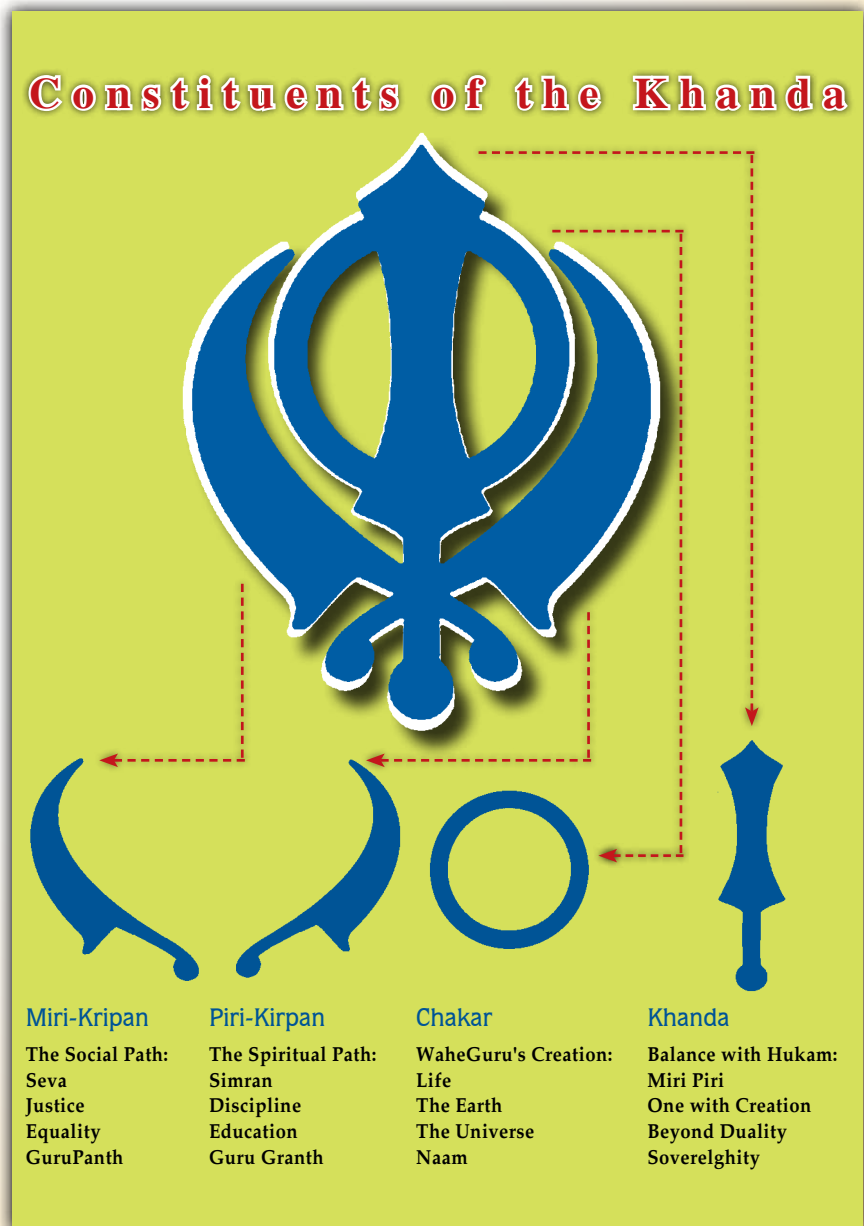 Constituents of the Khanda
Miri-Kripan
The Social Path:
Seva
Justice
Equality
GuruPanth
Piri-Kirpan
The Spiritual Path:
Simran
Discipline
Education
Guru Granth
Chakar
WaheGuru's Creation:
Life
The Earth
The Universe
Naam
Khanda
Balance with Hukam:
Miri Piri
One with Creation
Beyond Duality
Soverelghity